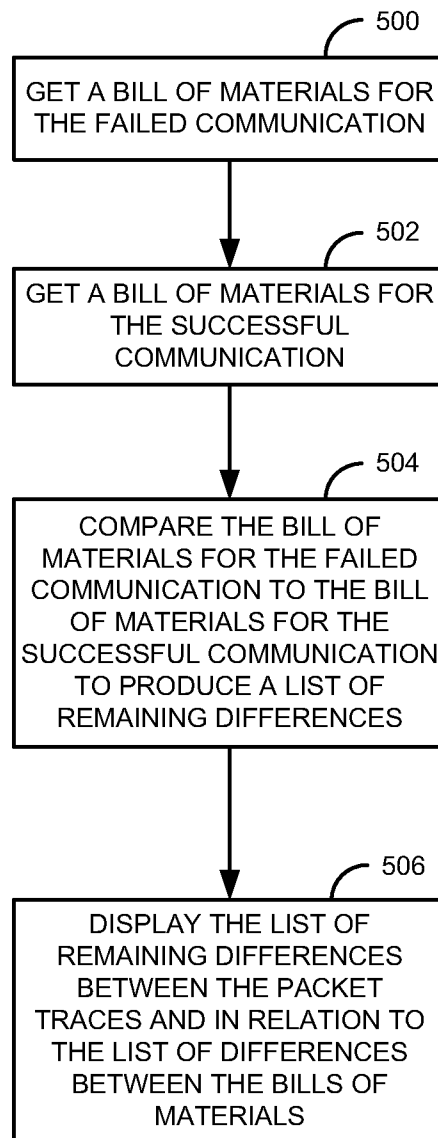 500
GET A BILL OF MATERIALS FOR
THE FAILED COMMUNICATION
502
GET A BILL OF MATERIALS FOR
THE SUCCESSFUL
COMMUNICATION
504
COMPARE THE BILL OF
MATERIALS FOR THE FAILED
COMMUNICATION TO THE BILL
OF MATERIALS FOR THE
SUCCESSFUL COMMUNICATION
TO PRODUCE A LIST OF
REMAINING DIFFERENCES
506
DISPLAY THE LIST OF
REMAINING DIFFERENCES
BETWEEN THE PACKET
TRACES AND IN RELATION TO
THE LIST OF DIFFERENCES
BETWEEN THE BILLS OF
MATERIALS